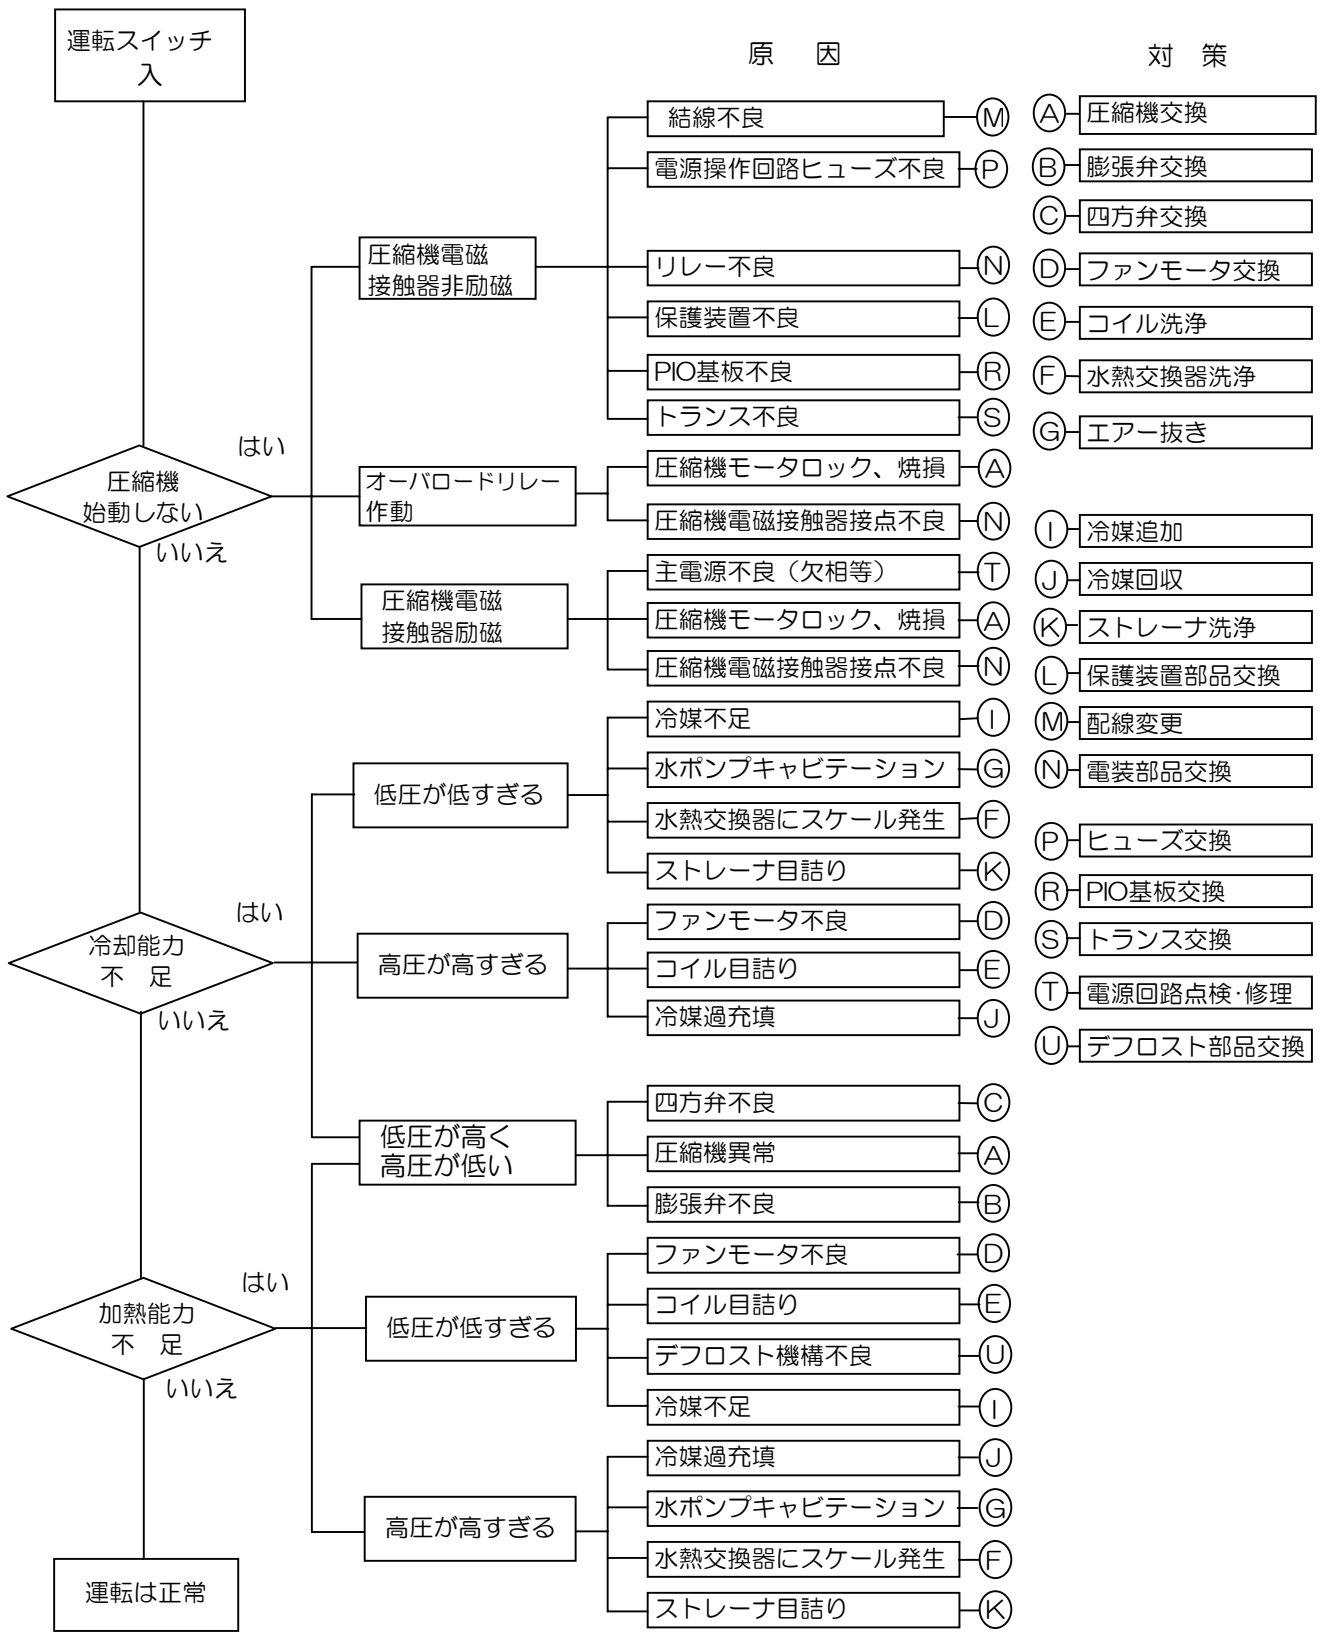 運転スイッチ
入
原 因
対 策
結線不良 M
電源操作回路ヒューズ不良 P
圧縮機電磁
接触器非励磁
リレー不良 N
保護装置不良 L
PIO基板不良 R
トランス不良 S
はい
圧縮機
始動しない
いいえ
オーバロードリレー
作動
圧縮機モータロック、焼損 A
圧縮機電磁接触器接点不良 N
圧縮機電磁
接触器励磁
主電源不良（欠相等） T
圧縮機モータロック、焼損 A
圧縮機電磁接触器接点不良 N
冷媒不足 I
低圧が低すぎる
水ポンプキャビテーション G
水熱交換器にスケール発生 F
ストレーナ目詰り K
はい
冷却能力
不 足
いいえ
高圧が高すぎる
ファンモータ不良 D
コイル目詰り E
冷媒過充填 J
低圧が高く
高圧が低い
四方弁不良 C
圧縮機異常 A
膨張弁不良 B
はい
加熱能力
不 足
いいえ
低圧が低すぎる
ファンモータ不良 D
コイル目詰り E
デフロスト機構不良 U
冷媒不足 I
高圧が高すぎる
冷媒過充填 J
水ポンプキャビテーション G
水熱交換器にスケール発生 F
ストレーナ目詰り K
運転は正常
A 圧縮機交換
B 膨張弁交換
C 四方弁交換
D ファンモータ交換
E コイル洗浄
F 水熱交換器洗浄
G エアー抜き
I 冷媒追加
J 冷媒回収
K ストレーナ洗浄
L 保護装置部品交換
M 配線変更
N 電装部品交換
P ヒューズ交換
R PIO基板交換
S トランス交換
T 電源回路点検･修理
U デフロスト部品交換